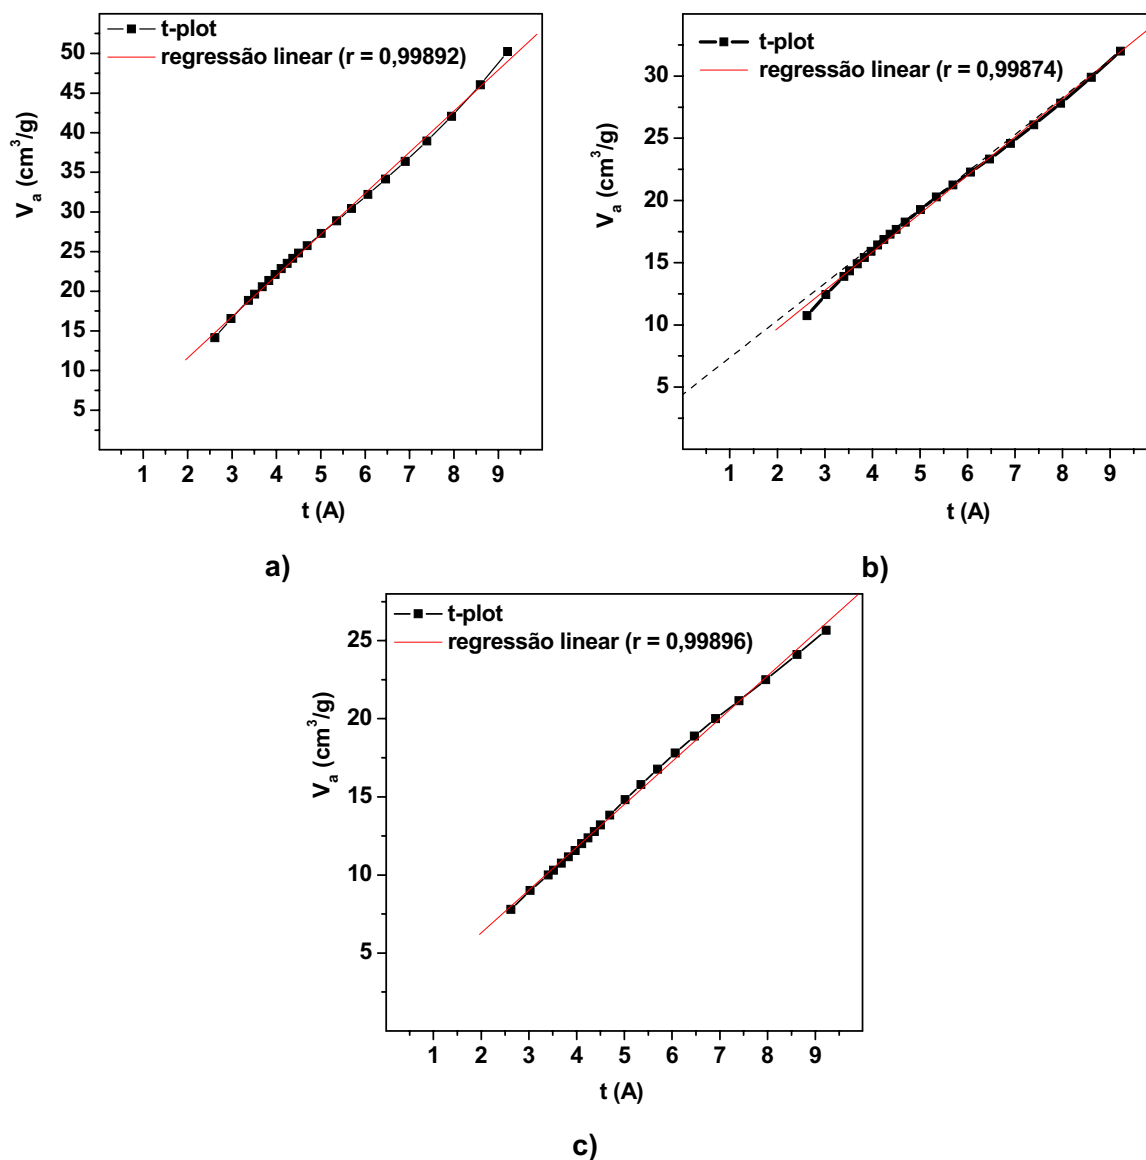 t-plot
regressão linear (r = 0,99892)
50
45
40
35
30
25
20
15
10
5
V a (cm³/g)
1 2 3 4 5 6 7 8 9
t (A)
a)
t-plot
regressão linear (r = 0,99874)
30
25
20
15
10
5
V a (cm³/g)
1 2 3 4 5 6 7 8 9
t (A)
b)
t-plot
regressão linear (r = 0,99896)
25
20
15
10
5
V a (cm³/g)
1 2 3 4 5 6 7 8 9
t (A)
c)